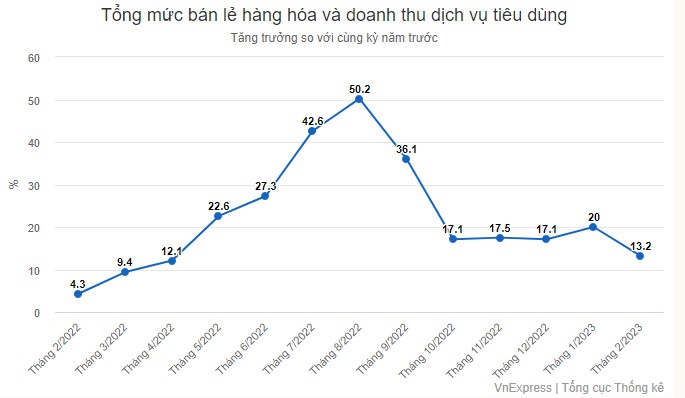 Tổng mức bán lẻ hàng hóa và doanh thu dịch vụ tiêu dùng
Tăng trưởng so với cùng kỳ năm trước
%
60
50
40
30
20
10
0
4.3
9.4
12.1
22.6
27.3
42.6
50.2
36.1
17.1
17.5
17.1
20
13.2
Tháng 2/2022
Tháng 3/2022
Tháng 4/2022
Tháng 5/2022
Tháng 6/2022
Tháng 7/2022
Tháng 8/2022
Tháng 9/2022
Tháng 10/2022
Tháng 11/2022
Tháng 12/2022
Tháng 1/2023
Tháng 2/2023
VnExpress | Tổng cục Thống kê